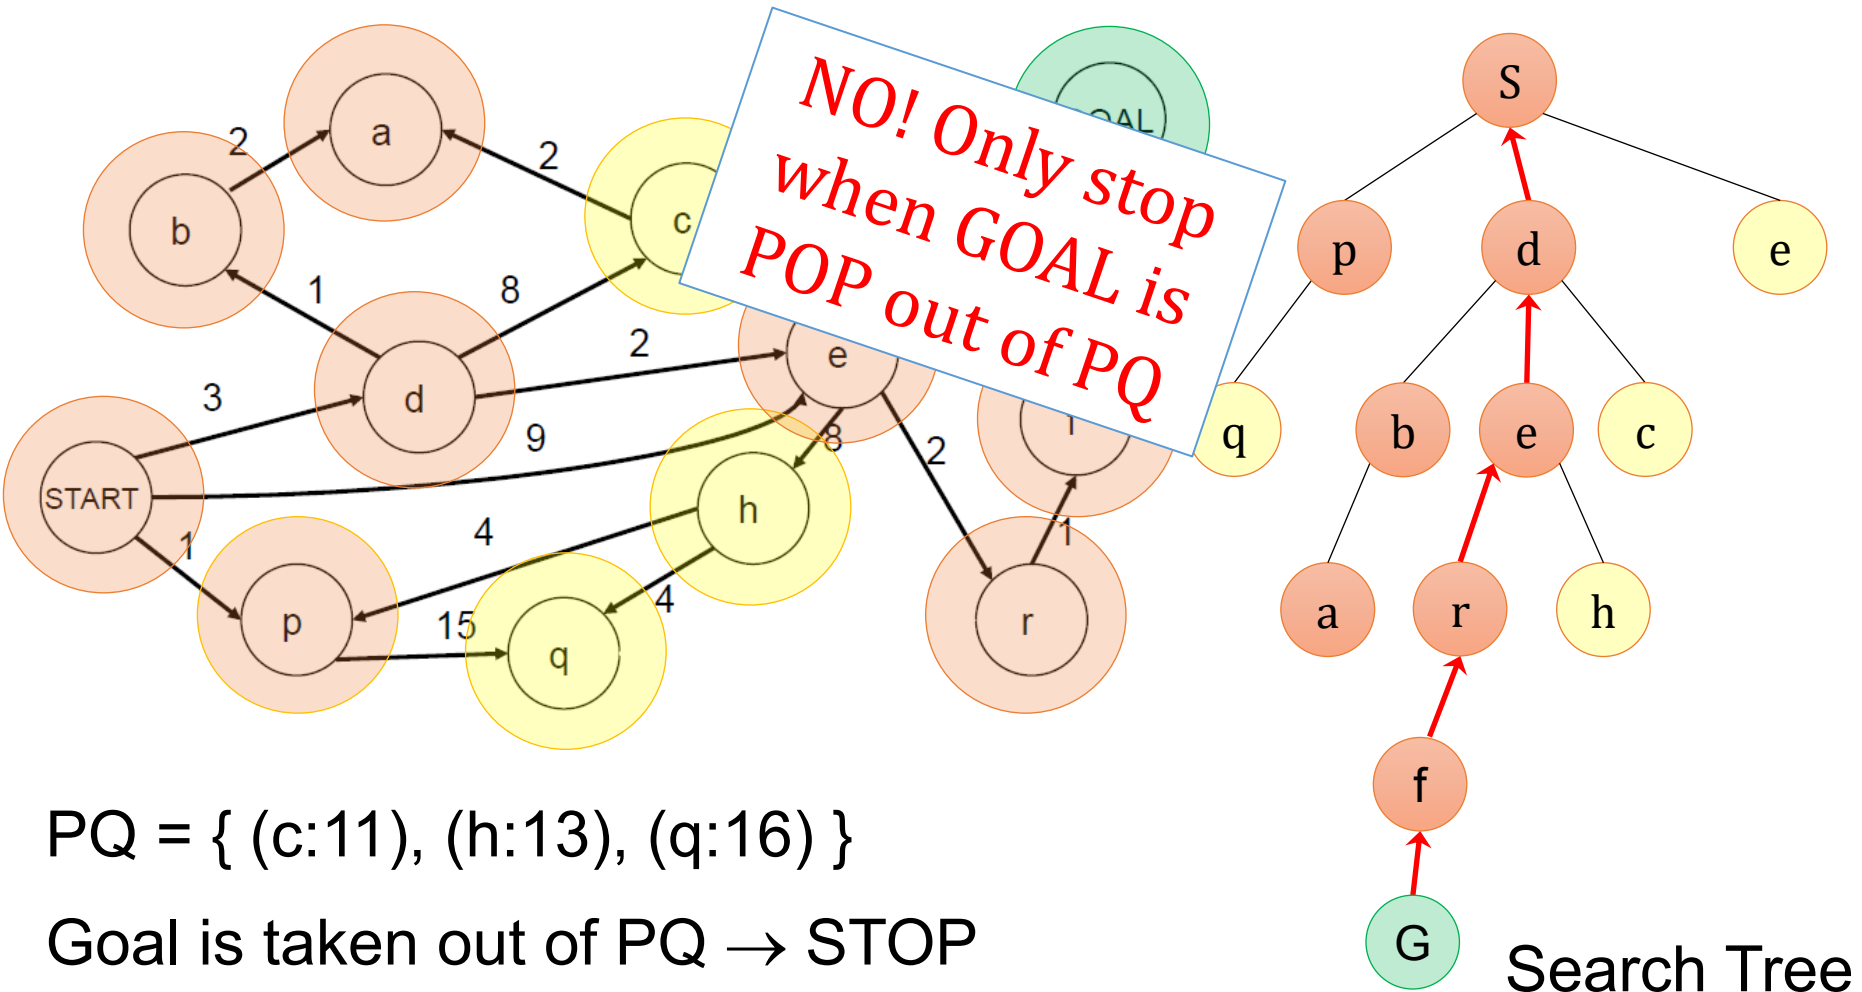 NO! Only stop
when GOAL is
POP out of PQ
a
b
c
d
e
START
p
h
q
r
2
2
1
8
2
3
9
8
2
1
4
4
15
1
S
p
d
e
q
b
e
c
a
r
h
f
G
PQ = { (c:11), (h:13), (q:16) }
Goal is taken out of PQ → STOP
Search Tree